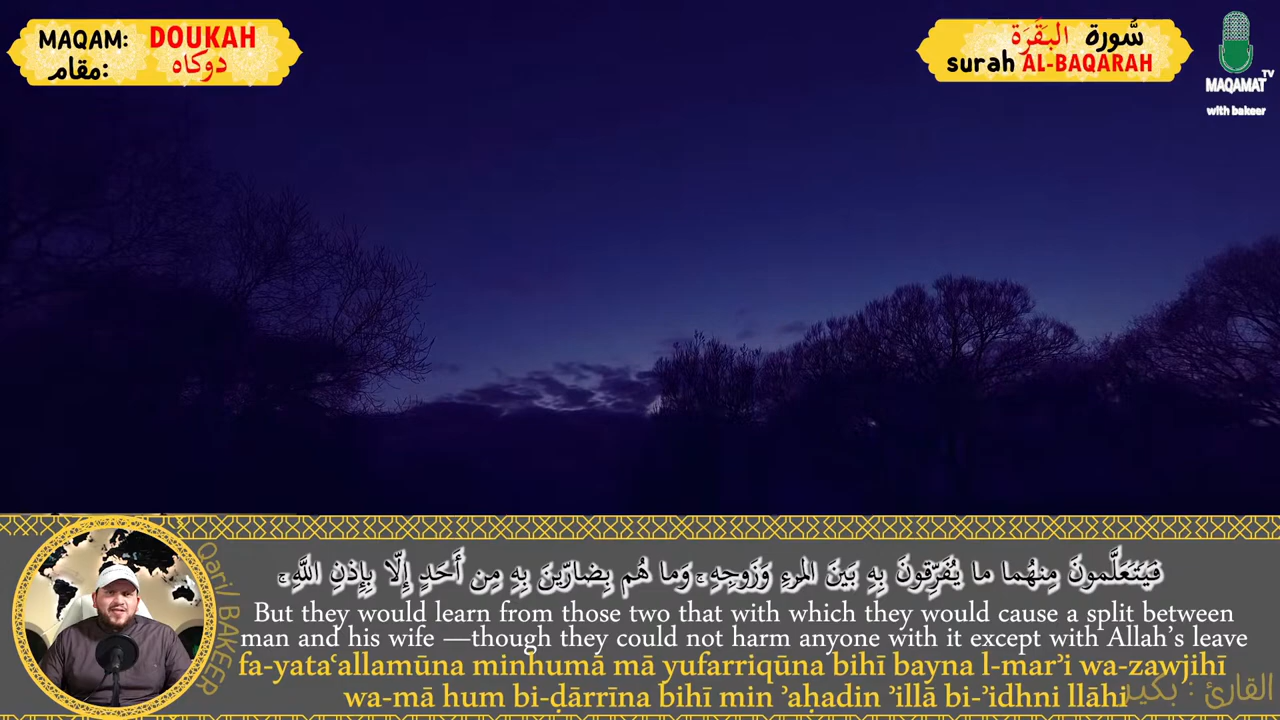 MAQAM: DOUKAH
مقام: دوكاه
سُّورة البَقَرَة
surah AL-BAQARAH
MAQAMAT TV
with bakeer
فَيَتَعَلَّمونَ مِنهُما ما يُفَرِّقونَ بِهِ بَينَ المَرءِ وَزَوجِهِ ۚ وَما هُم بِضارّينَ بِهِ مِن أَحَدٍ إِلّا بِإِذنِ اللَّهِ ۚ
But they would learn from those two that with which they would cause a split between
man and his wife —though they could not harm anyone with it except with Allah's leave
fa-yataʿallamūna minhumā mā yufarriqūna bihī bayna l-marʾi wa-zawjihī
wa-mā hum bi-ḍārrīna bihī min ʾaḥadin ʾillā bi-ʾidhni llāhi
Qari/ BAKEER
القارئ : بكير